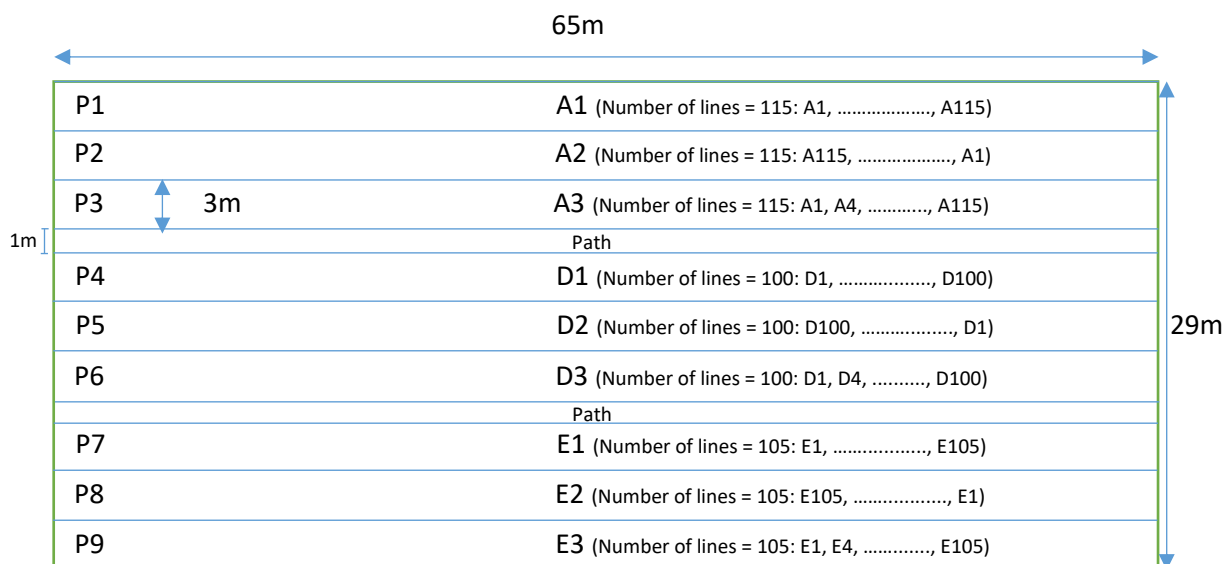 65m
P1 A1 (Number of lines = 115: A1, ..................., A115)
P2 A2 (Number of lines = 115: A115, ..................., A1)
P3 3m A3 (Number of lines = 115: A1, A4, ............, A115)
1m Path
P4 D1 (Number of lines = 100: D1, ..................., D100)
P5 D2 (Number of lines = 100: D100, ..................., D1)
29m
P6 D3 (Number of lines = 100: D1, D4, .........., D100)
Path
P7 E1 (Number of lines = 105: E1, ..................., E105)
P8 E2 (Number of lines = 105: E105, ..................., E1)
P9 E3 (Number of lines = 105: E1, E4, ............., E105)